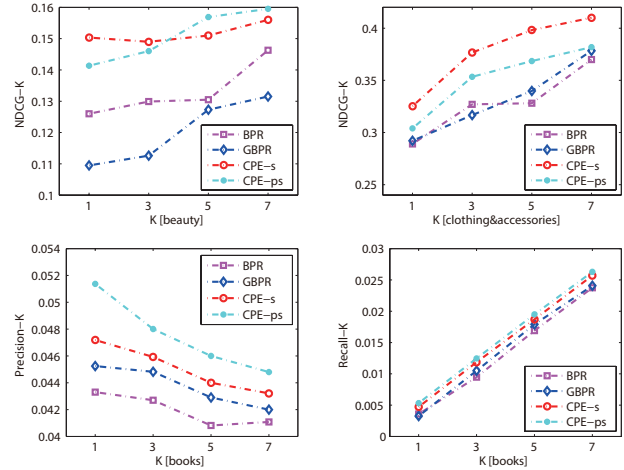 0.16
0.15
0.14
0.13
0.12
0.11
0.1
NDCG−K
BPR
GBPR
CPE−s
CPE−ps
1 3 5 7
K [beauty]
0.4
0.35
0.3
0.25
NDCG−K
BPR
GBPR
CPE−s
CPE−ps
1 3 5 7
K [clothing&accessories]
0.054
0.052
0.05
0.048
0.046
0.044
0.042
0.04
Precision−K
BPR
GBPR
CPE−s
CPE−ps
1 3 5 7
K [books]
0.03
0.025
0.02
0.015
0.01
0.005
0
Recall−K
BPR
GBPR
CPE−s
CPE−ps
1 3 5 7
K [books]